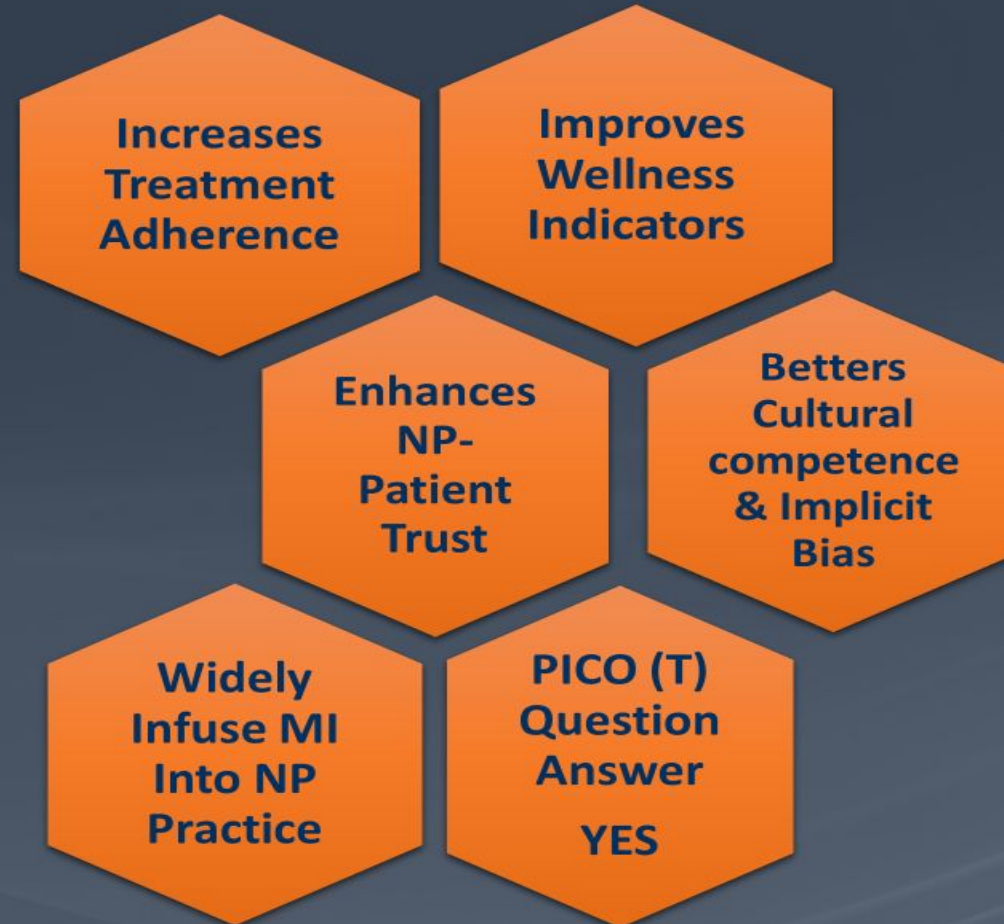 Increases
Treatment
Adherence
Improves
Wellness
Indicators
Enhances
NP-
Patient
Trust
Betters
Cultural
competence
& Implicit
Bias
Widely
Infuse MI
Into NP
Practice
PICO (T)
Question
Answer
YES